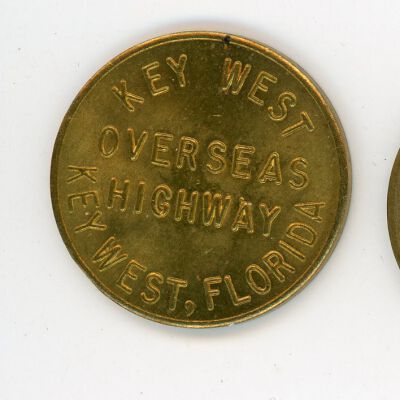 KEY WEST
OVERSEAS
HIGHWAY
KEY WEST, FLORIDA